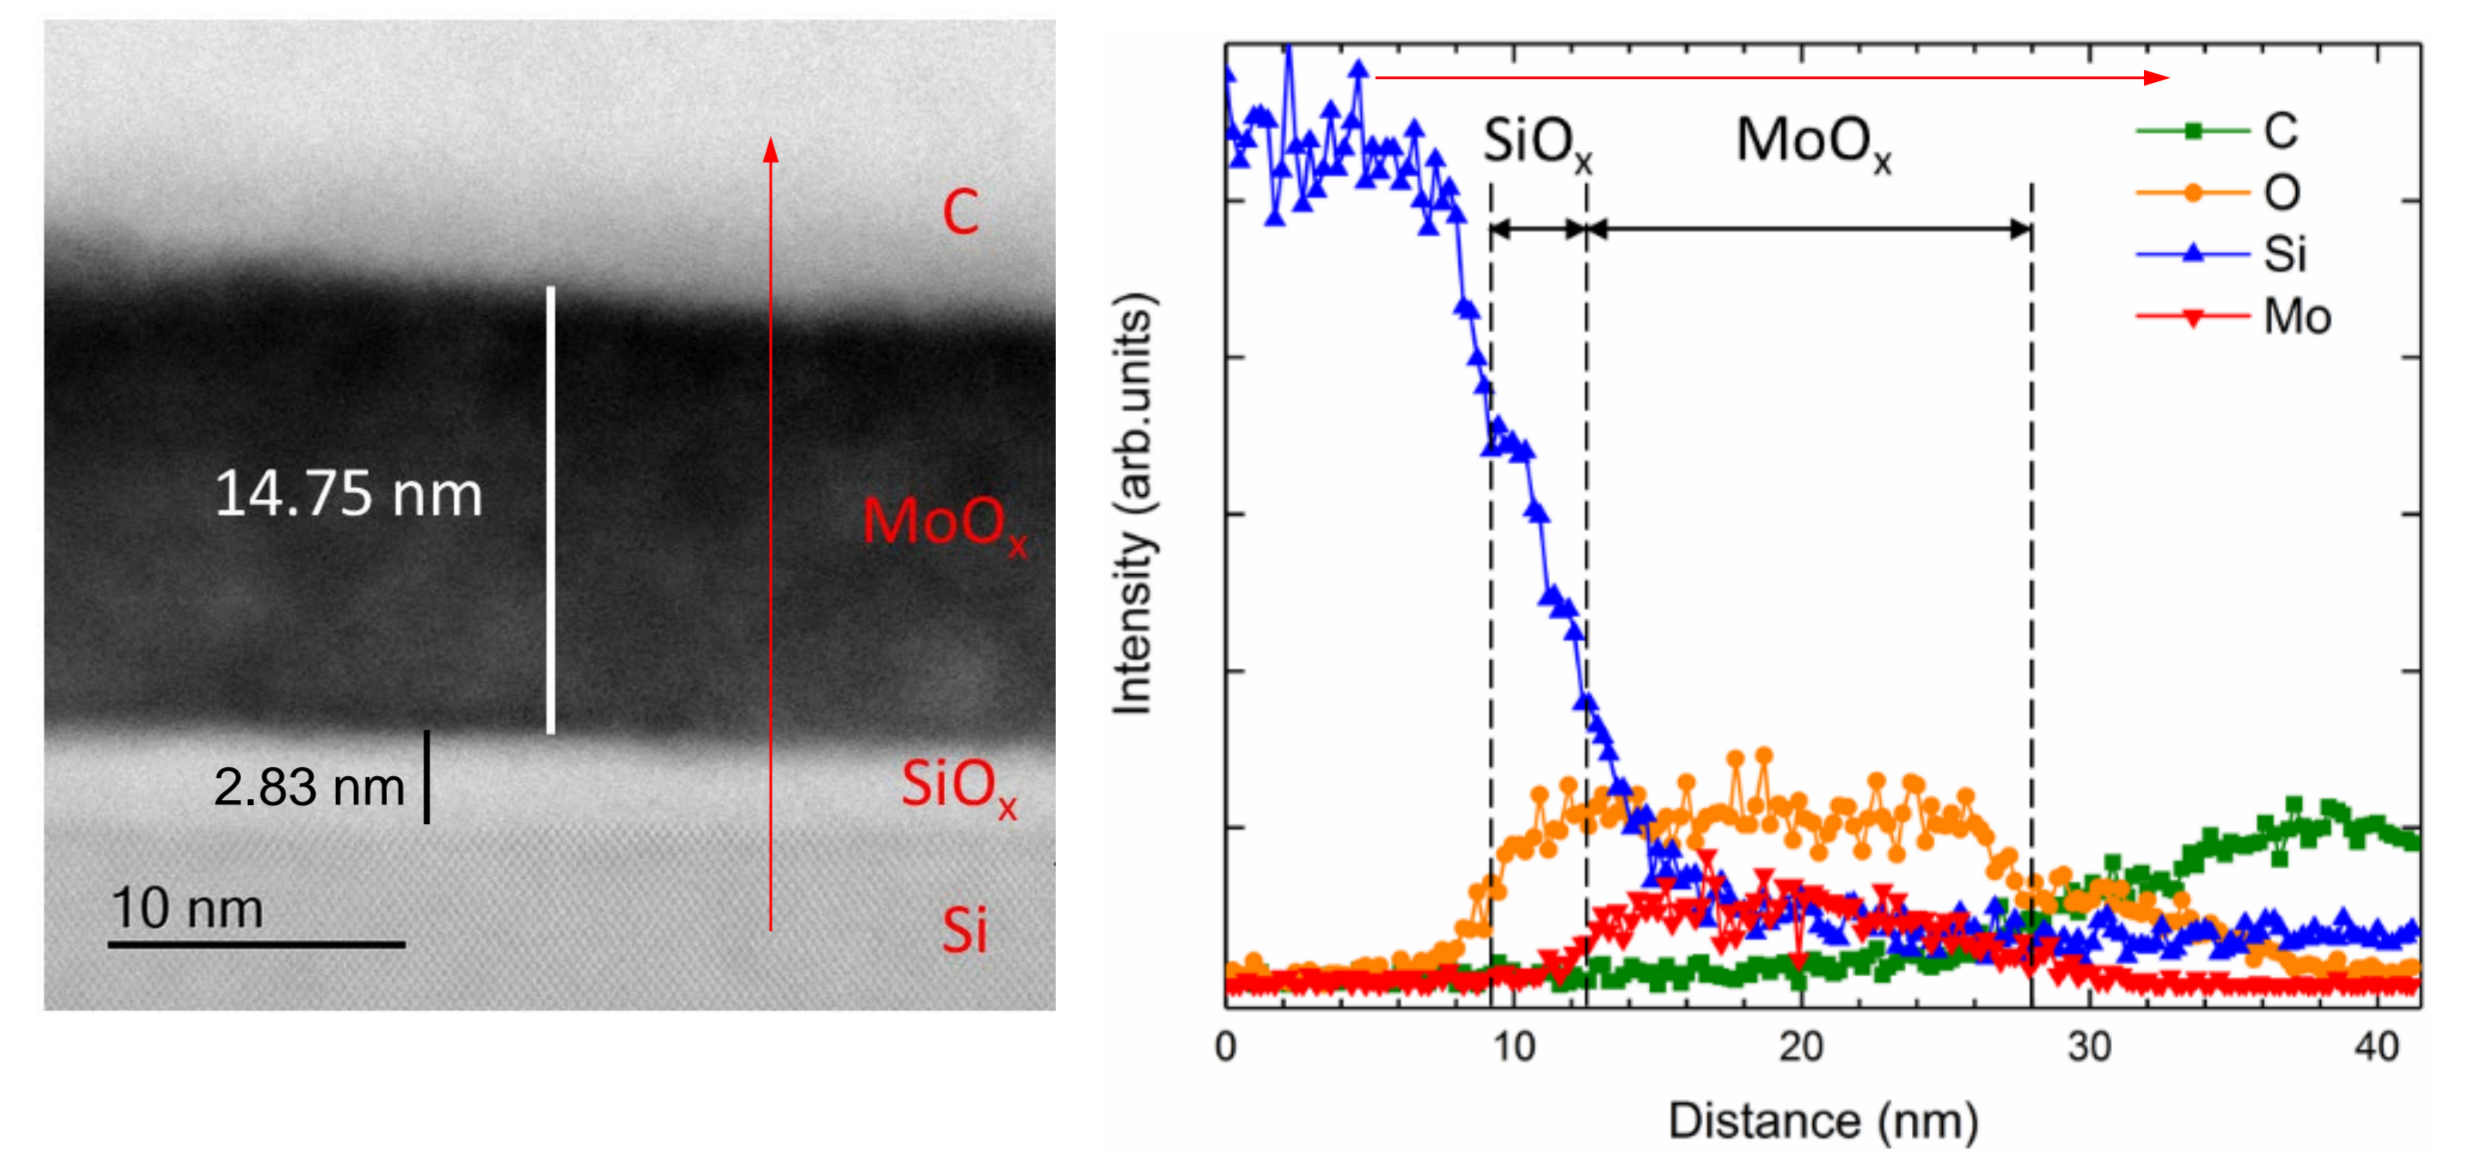 C
14.75 nm
MoOₓ
2.83 nm
SiOₓ
10 nm
Si
SiOₓ
MoOₓ
C
O
Si
Mo
Intensity (arb.units)
0 10 20 30 40
Distance (nm)